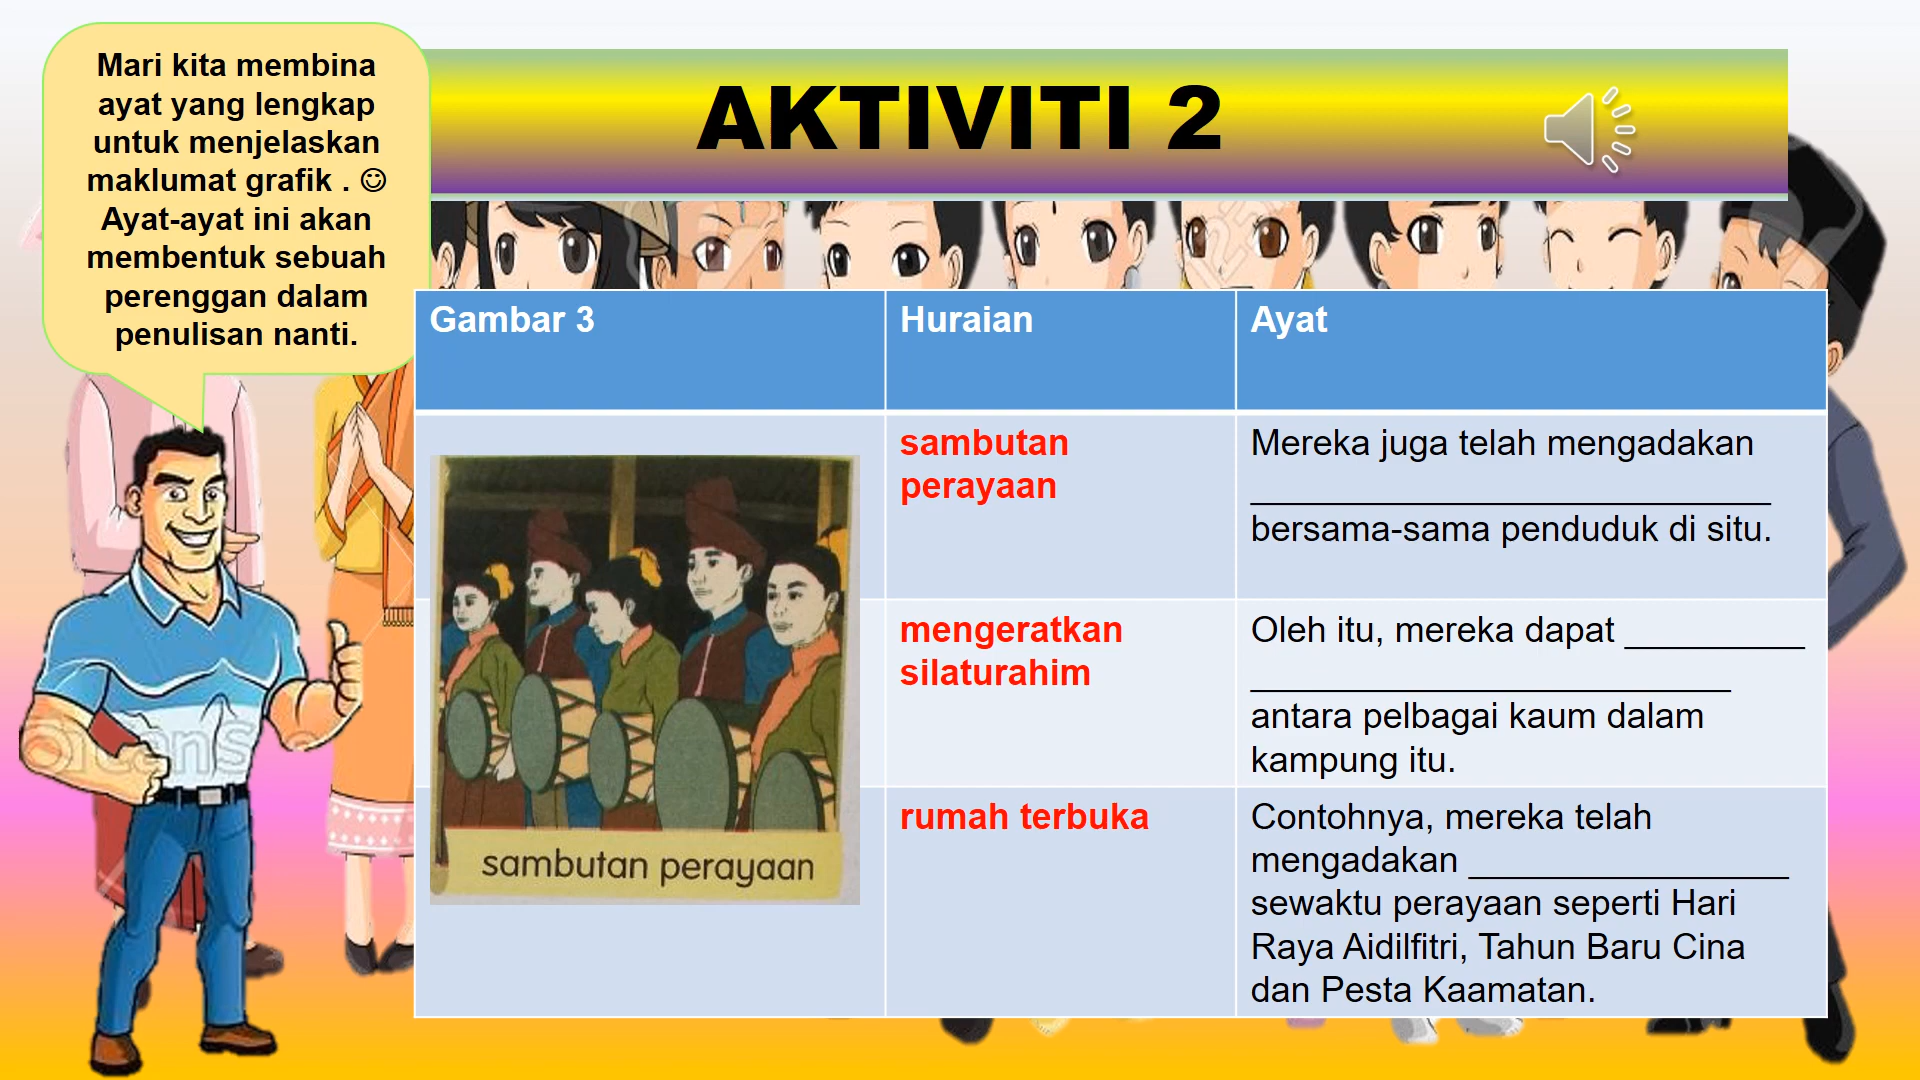 Mari kita membina
ayat yang lengkap
untuk menjelaskan
maklumat grafik . ☺
Ayat-ayat ini akan
membentuk sebuah
perenggan dalam
penulisan nanti.
AKTIVITI 2
Gambar 3
Huraian
Ayat
sambutan perayaan
sambutan
perayaan
Mereka juga telah mengadakan
__________________________
bersama-sama penduduk di situ.
mengeratkan
silaturahim
Oleh itu, mereka dapat _________
________________________
antara pelbagai kaum dalam
kampung itu.
rumah terbuka
Contohnya, mereka telah
mengadakan ________________
sewaktu perayaan seperti Hari
Raya Aidilfitri, Tahun Baru Cina
dan Pesta Kaamatan.